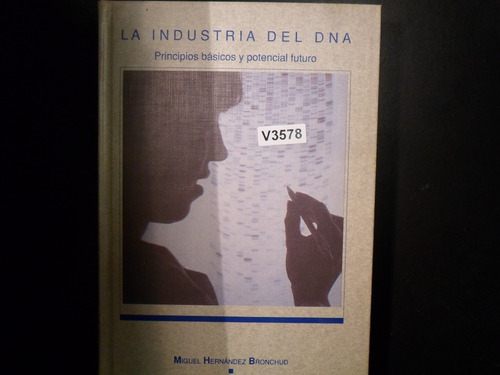 LA INDUSTRIA DEL DNA
Principios básicos y potencial futuro
V3578
MIGUEL HERNÁNDEZ BRONCHUD